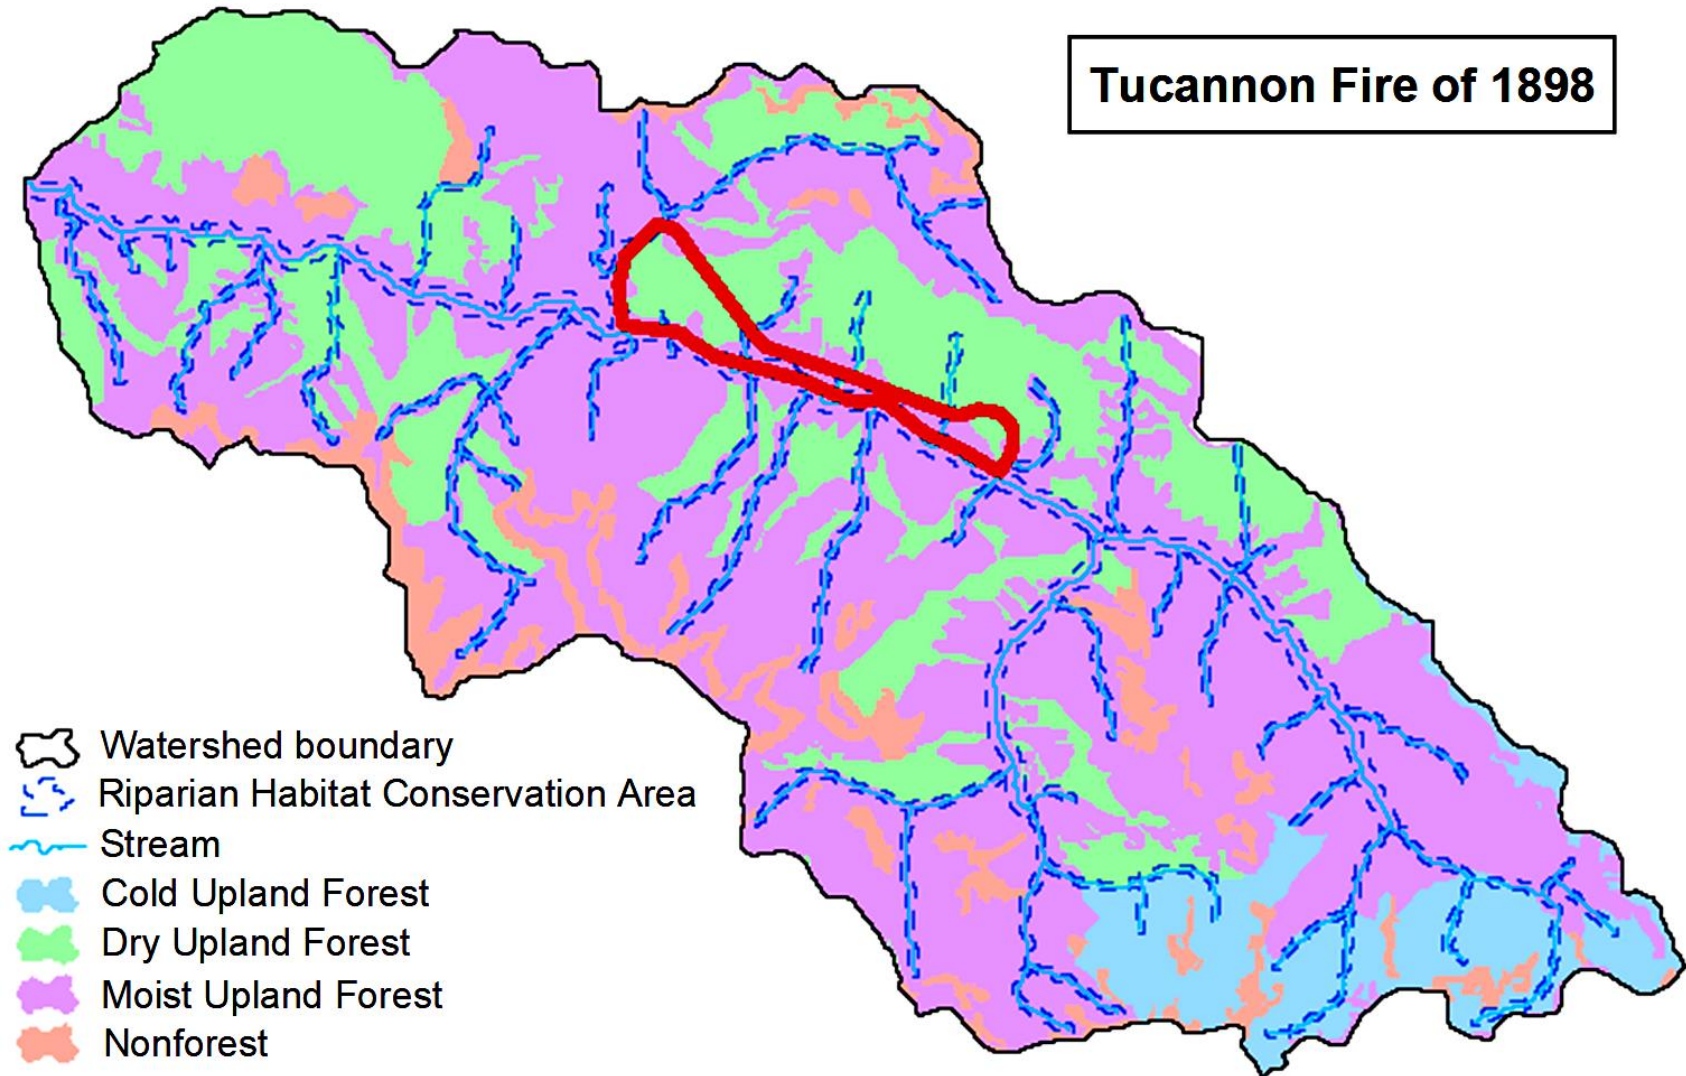 Tucannon Fire of 1898
Watershed boundary
Riparian Habitat Conservation Area
Stream
Cold Upland Forest
Dry Upland Forest
Moist Upland Forest
Nonforest